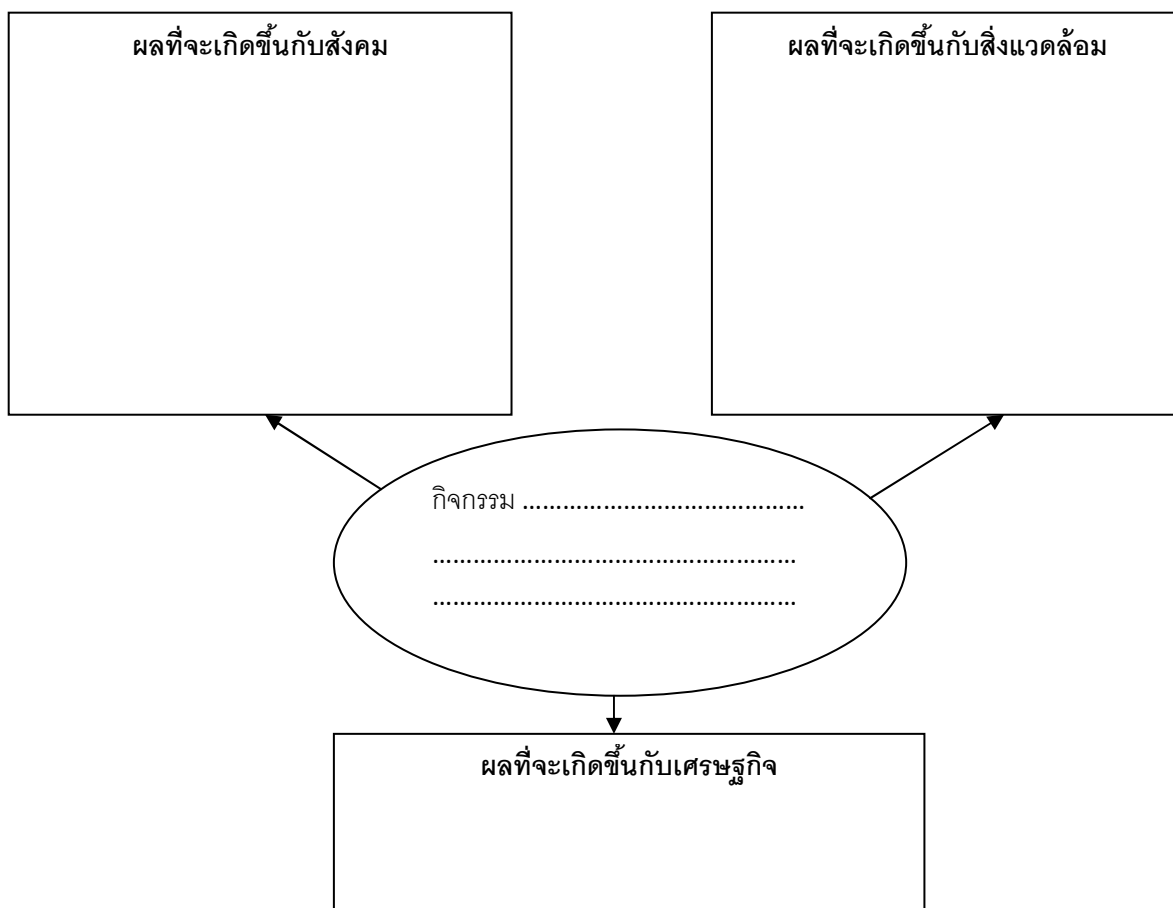 ผลที่จะเกิดขึ้นกับสังคม
ผลที่จะเกิดขึ้นกับสิ่งแวดล้อม
กิจกรรม ..........................................
......................................................
......................................................
ผลที่จะเกิดขึ้นกับเศรษฐกิจ